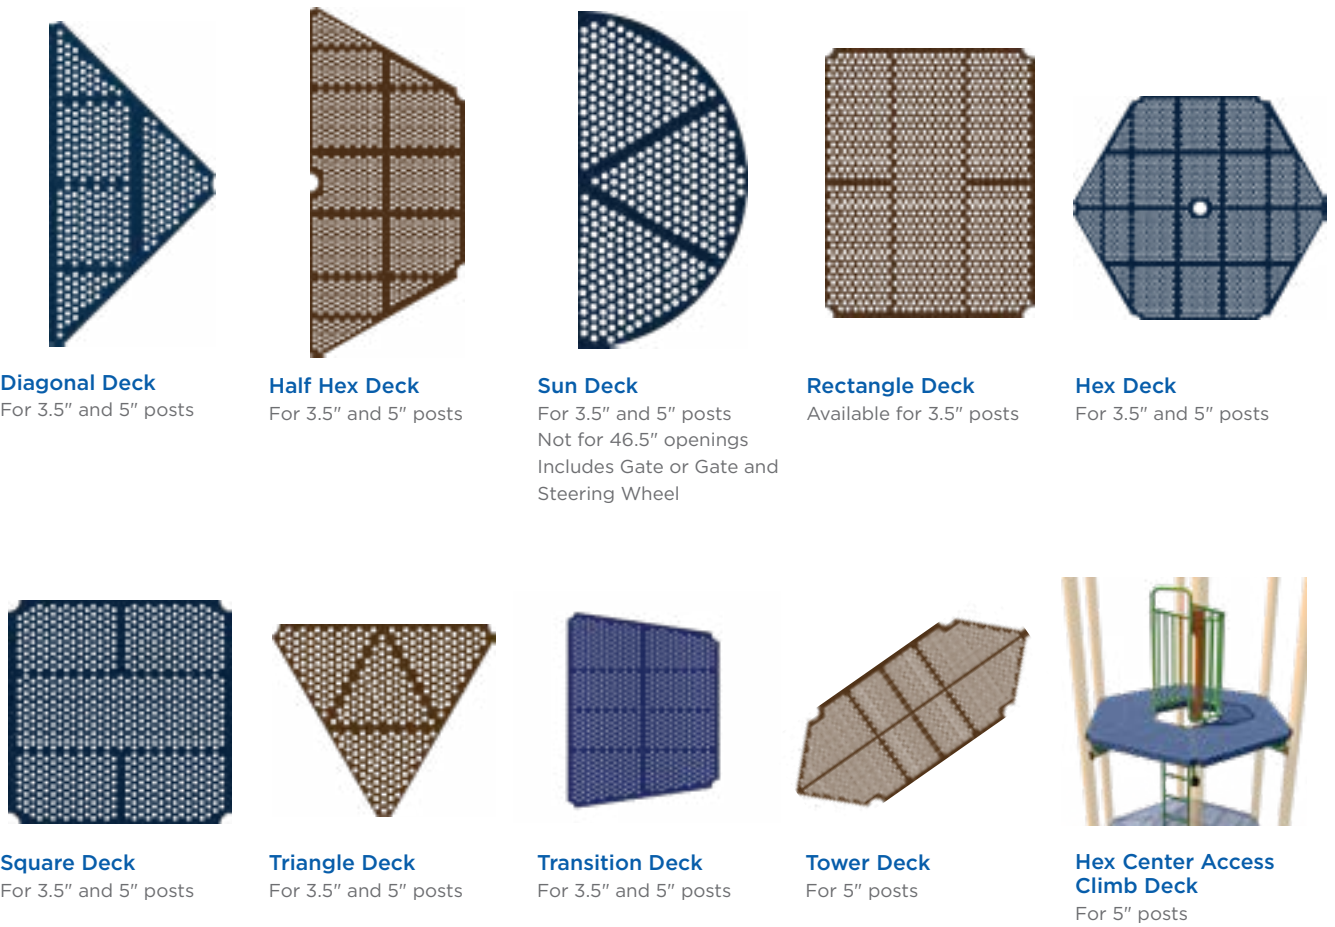 Diagonal Deck
For 3.5" and 5" posts
Half Hex Deck
For 3.5" and 5" posts
Sun Deck
For 3.5" and 5" posts
Not for 46.5" openings
Includes Gate or Gate and
Steering Wheel
Rectangle Deck
Available for 3.5" posts
Hex Deck
For 3.5" and 5" posts
Square Deck
For 3.5" and 5" posts
Triangle Deck
For 3.5" and 5" posts
Transition Deck
For 3.5" and 5" posts
Tower Deck
For 5" posts
Hex Center Access
Climb Deck
For 5" posts